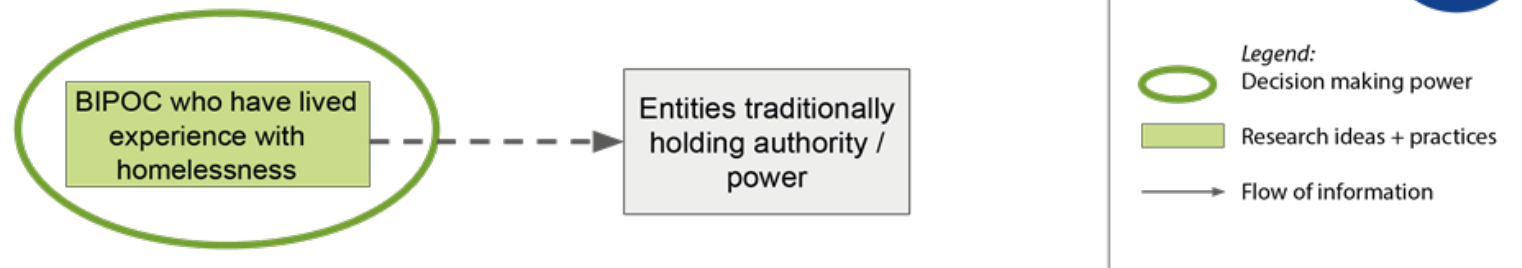 BIPOC who have lived
experience with
homelessness
Entities traditionally
holding authority /
power
Legend:
Decision making power
Research ideas + practices
Flow of information